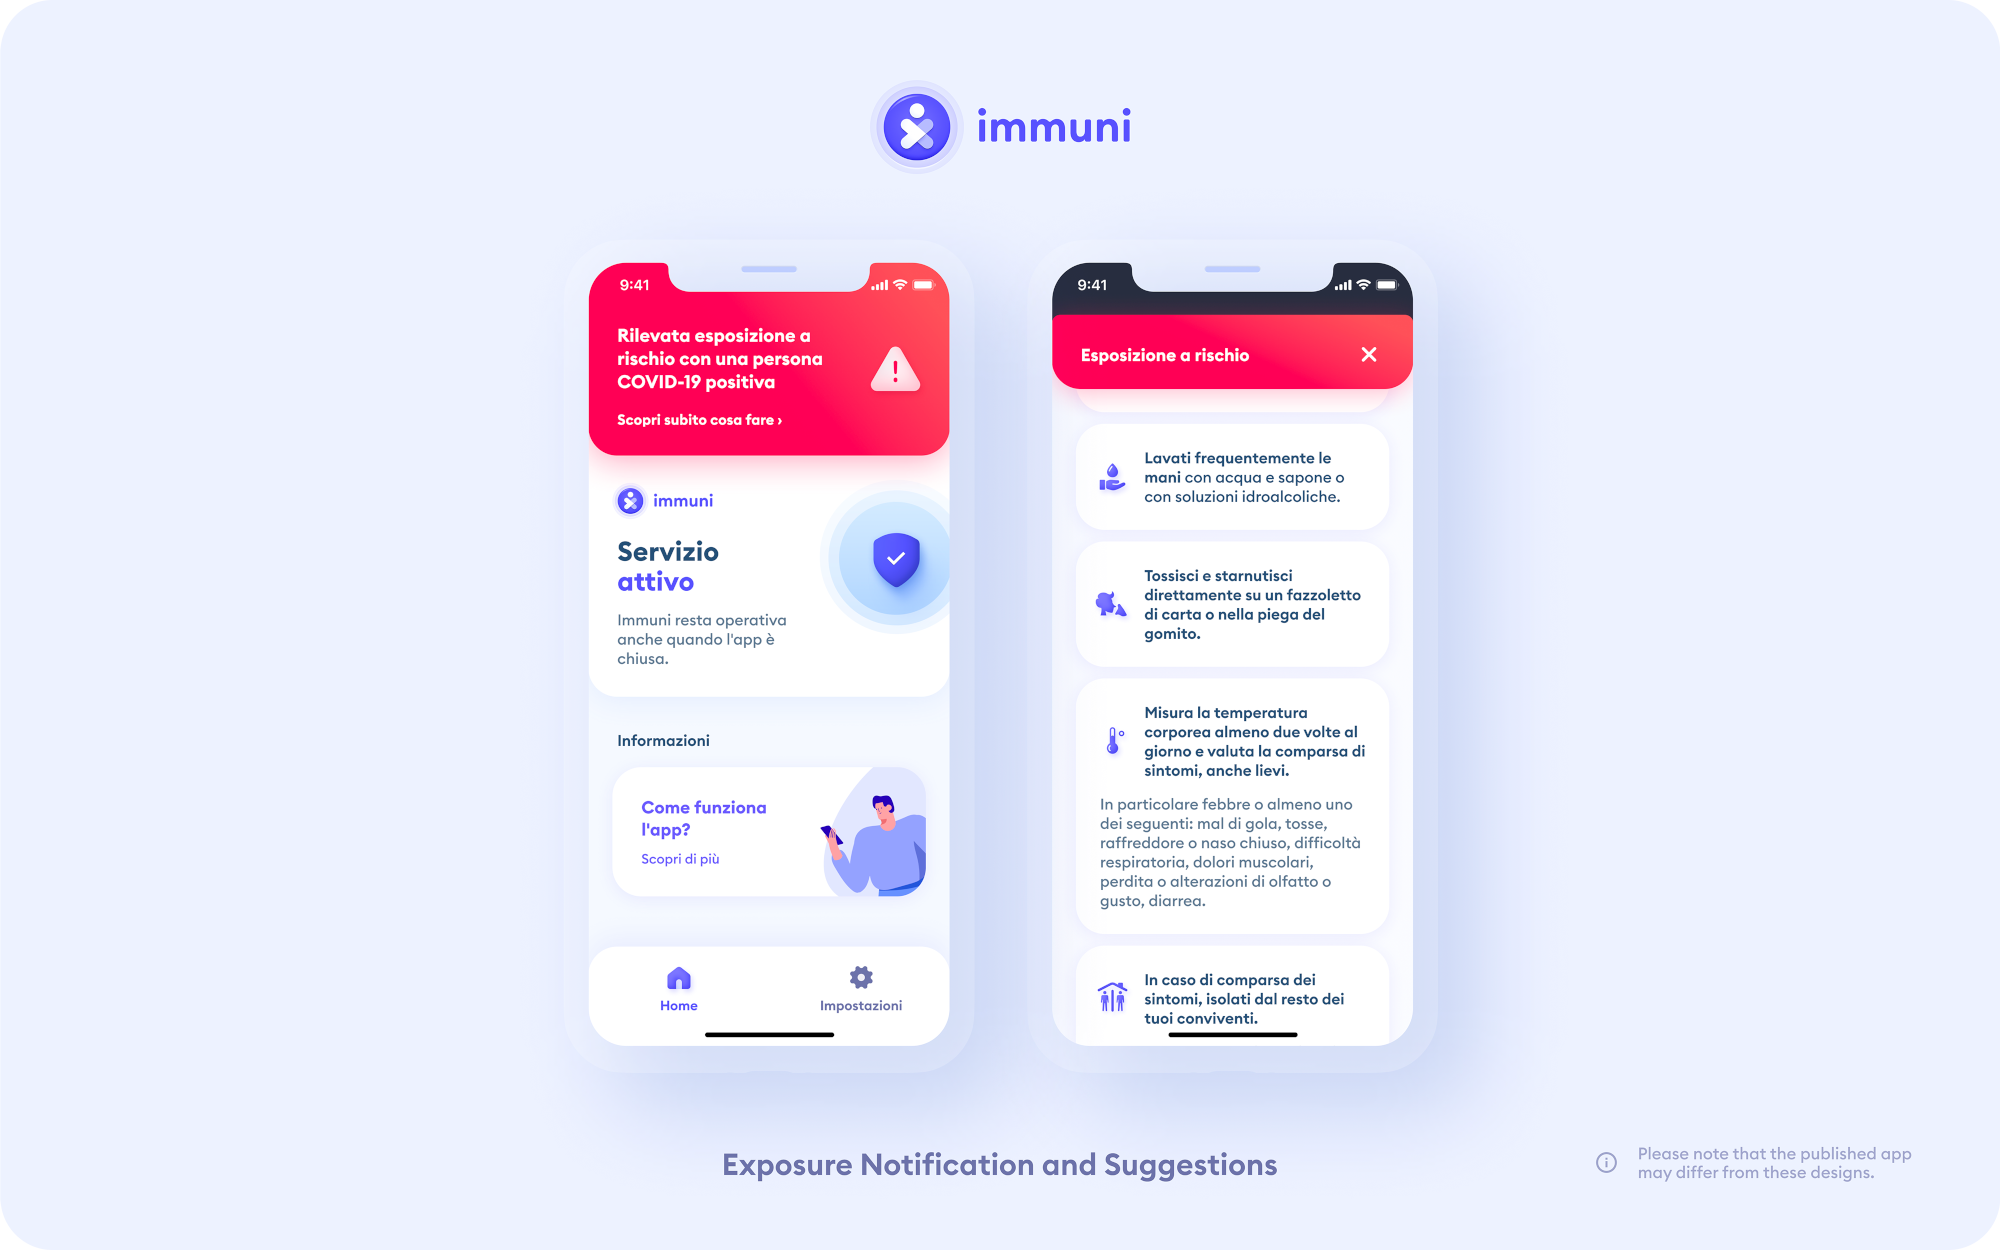 immuni
9:41
Rilevata esposizione a
rischio con una persona
COVID-19 positiva
Scopri subito cosa fare ›
immuni
Servizio
attivo
Immuni resta operativa
anche quando l'app è
chiusa.
Informazioni
Come funziona
l'app?
Scopri di più
Home
Impostazioni
9:41
Esposizione a rischio
Lavati frequentemente le
mani con acqua e sapone o
con soluzioni idroalcoliche.
Tossisci e starnutisci
direttamente su un fazzoletto
di carta o nella piega del
gomito.
Misura la temperatura
corporea almeno due volte al
giorno e valuta la comparsa di
sintomi, anche lievi.
In particolare febbre o almeno uno
dei seguenti: mal di gola, tosse,
raffreddore o naso chiuso, difficoltà
respiratoria, dolori muscolari,
perdita o alterazioni di olfatto o
gusto, diarrea.
In caso di comparsa dei
sintomi, isolati dal resto dei
tuoi conviventi.
Exposure Notification and Suggestions
Please note that the published app
may differ from these designs.